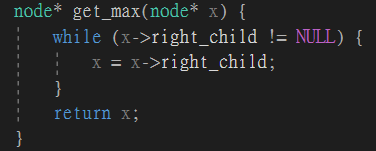 node* get_max(node* x) {
    while (x->right_child != NULL) {
        x = x->right_child;
    }
    return x;
}